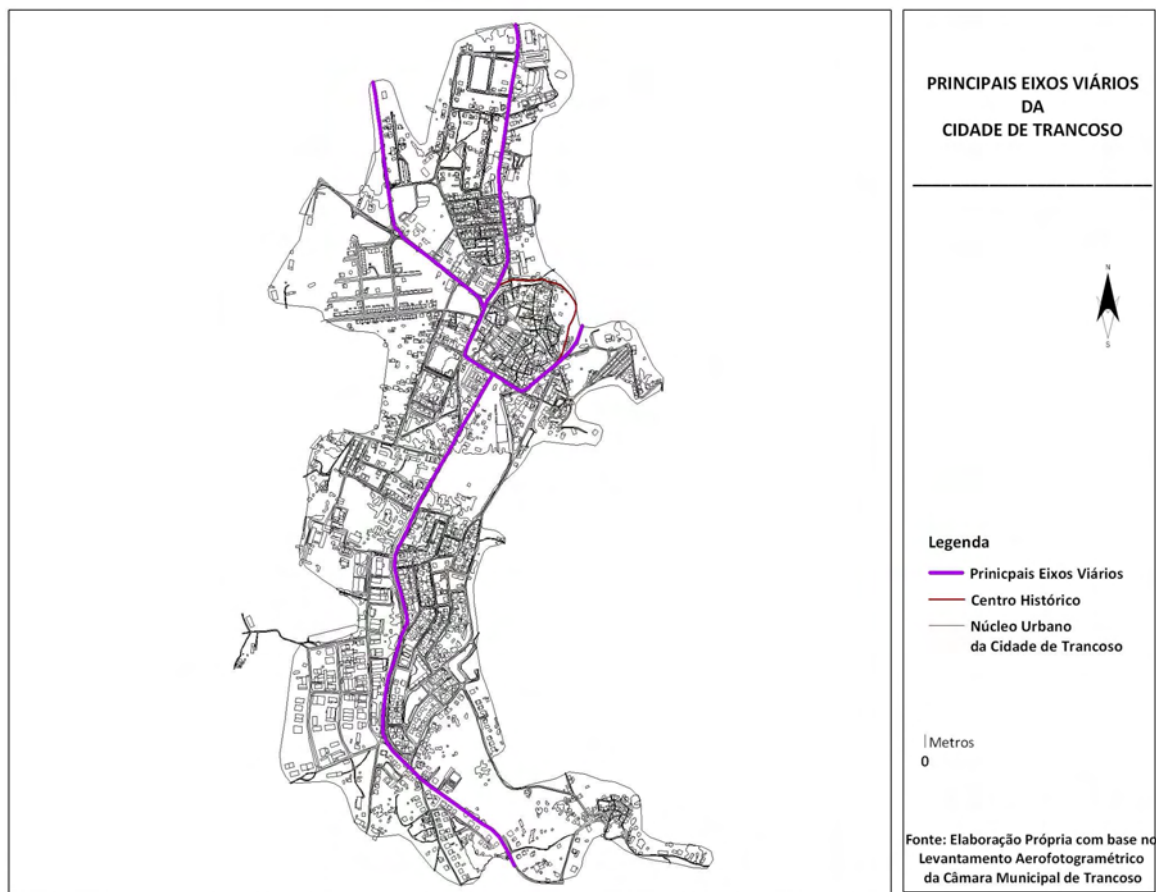 PRINCIPAIS EIXOS VIÁRIOS
DA
CIDADE DE TRANCOSO
N
S
Legenda
Prinicpais Eixos Viários
Centro Histórico
Núcleo Urbano
da Cidade de Trancoso
Metros
0
Fonte: Elaboração Própria com base no
Levantamento Aerofotogramétrico
da Câmara Municipal de Trancoso